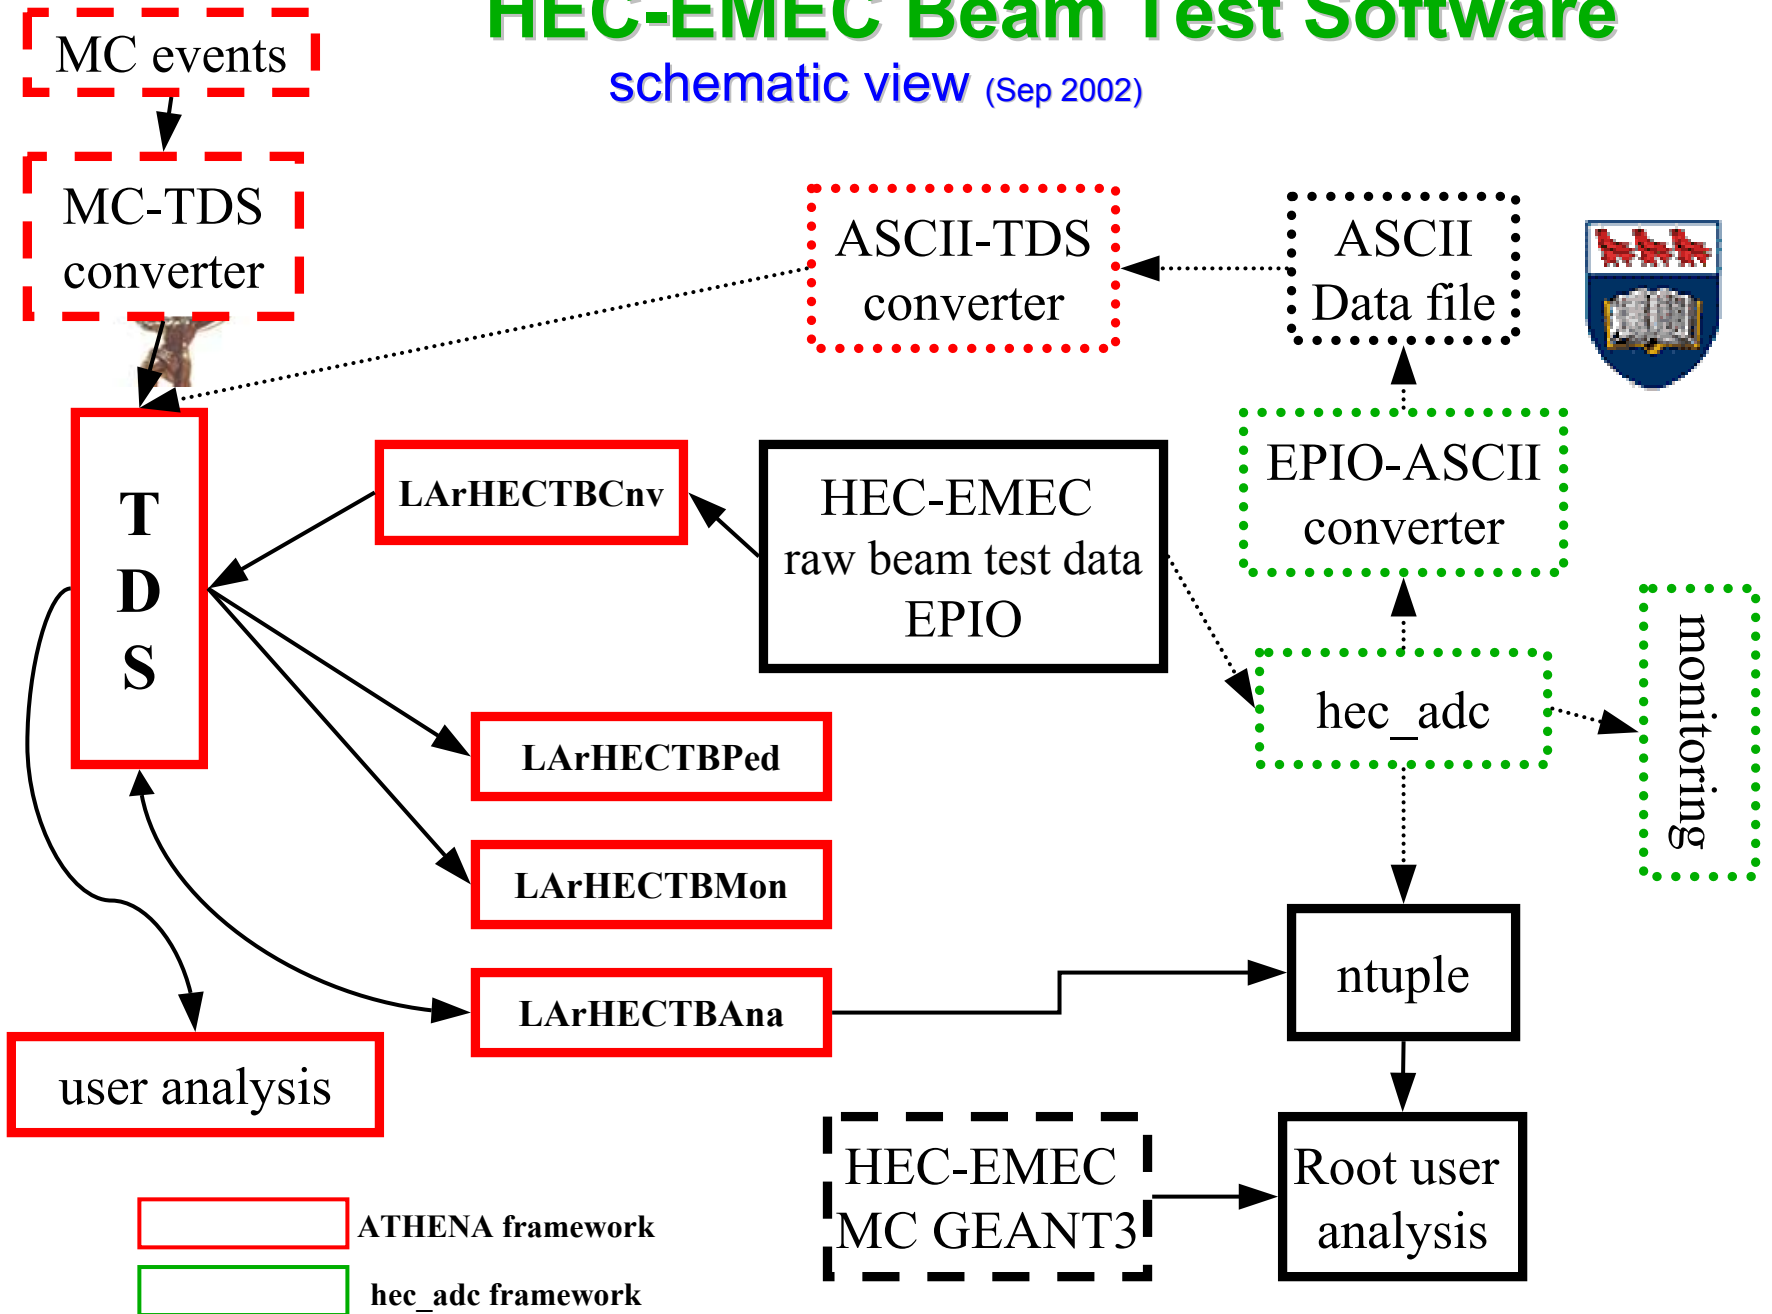 HEC-EMEC Beam Test Software
schematic view (Sep 2002)
MC events
MC-TDS
converter
ASCII-TDS
converter
ASCII
Data file
EPIO-ASCII
converter
T
D
S
LArHECTBCnv
HEC-EMEC
raw beam test data
EPIO
hec_adc
monitoring
LArHECTBPed
LArHECTBMon
LArHECTBAna
ntuple
user analysis
HEC-EMEC
MC GEANT3
Root user
analysis
ATHENA framework
hec_adc framework